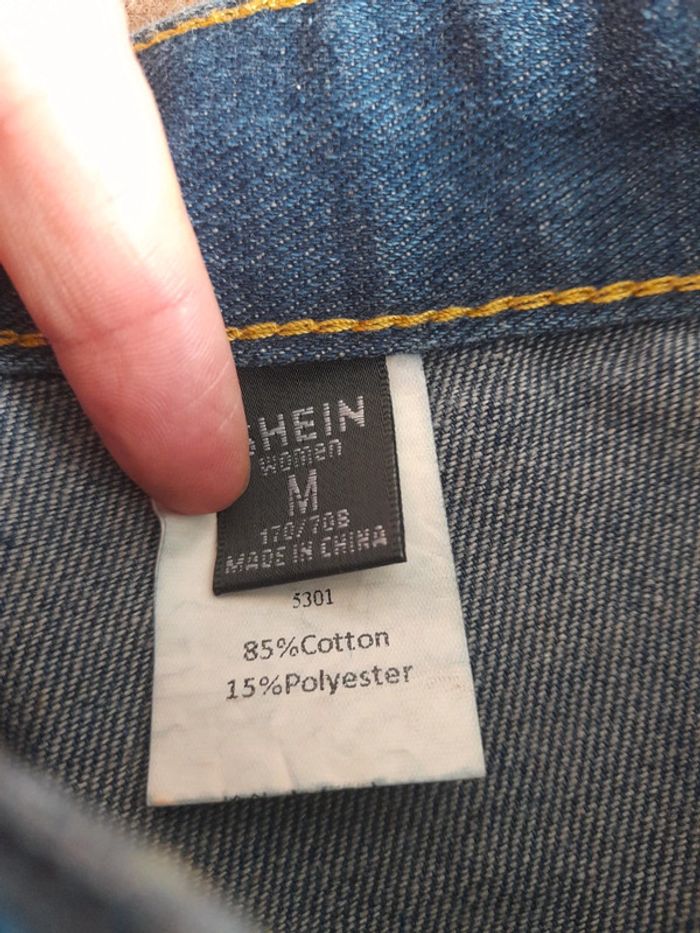 SHEIN
women
M
170/70B
MADE IN CHINA
5301
85%Cotton
15%Polyester